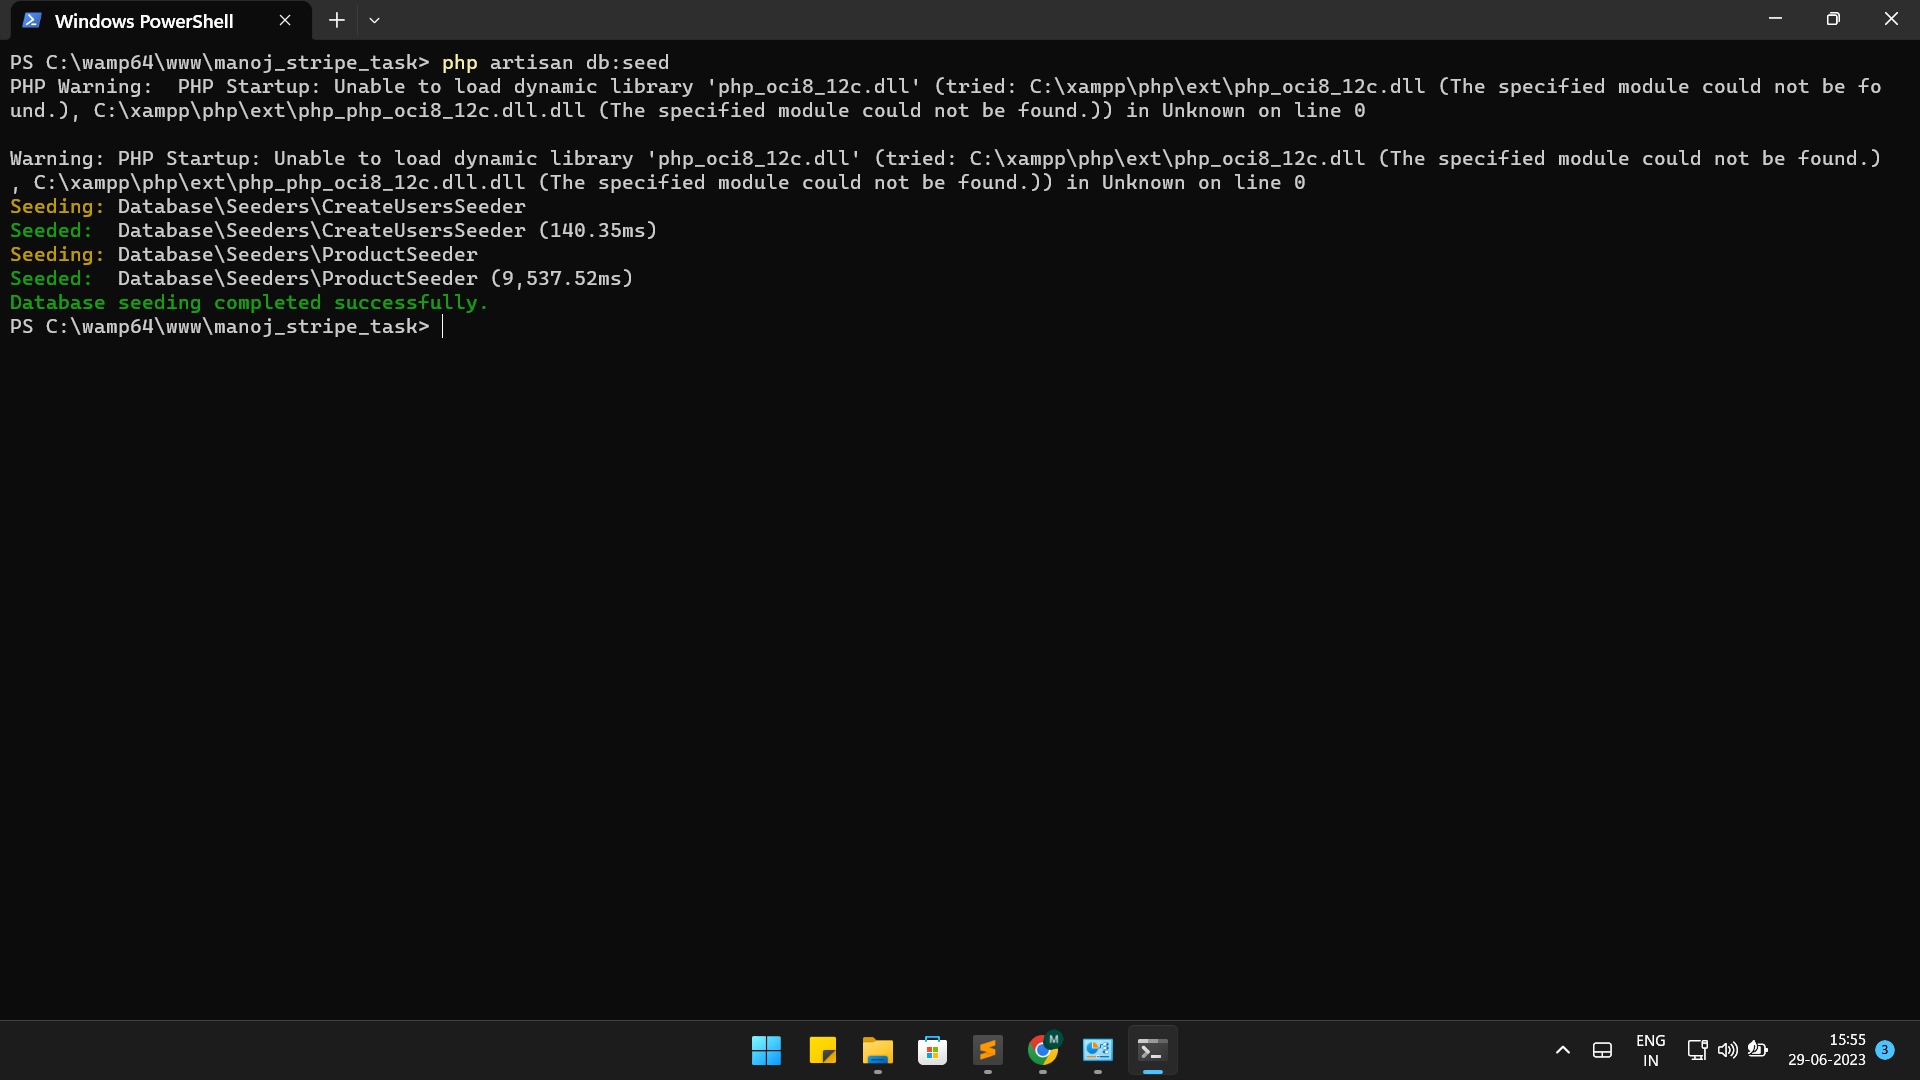 Windows PowerShell
PS C:\wamp64\www\manoj_stripe_task> php artisan db:seed
PHP Warning:  PHP Startup: Unable to load dynamic library 'php_oci8_12c.dll' (tried: C:\xampp\php\ext\php_oci8_12c.dll (The specified module could not be fo
und.), C:\xampp\php\ext\php_php_oci8_12c.dll.dll (The specified module could not be found.)) in Unknown on line 0
Warning: PHP Startup: Unable to load dynamic library 'php_oci8_12c.dll' (tried: C:\xampp\php\ext\php_oci8_12c.dll (The specified module could not be found.)
, C:\xampp\php\ext\php_php_oci8_12c.dll.dll (The specified module could not be found.)) in Unknown on line 0
Seeding: Database\Seeders\CreateUsersSeeder
Seeded:  Database\Seeders\CreateUsersSeeder (140.35ms)
Seeding: Database\Seeders\ProductSeeder
Seeded:  Database\Seeders\ProductSeeder (9,537.52ms)
Database seeding completed successfully.
PS C:\wamp64\www\manoj_stripe_task>
M
ENG
IN
15:55
29-06-2023
3